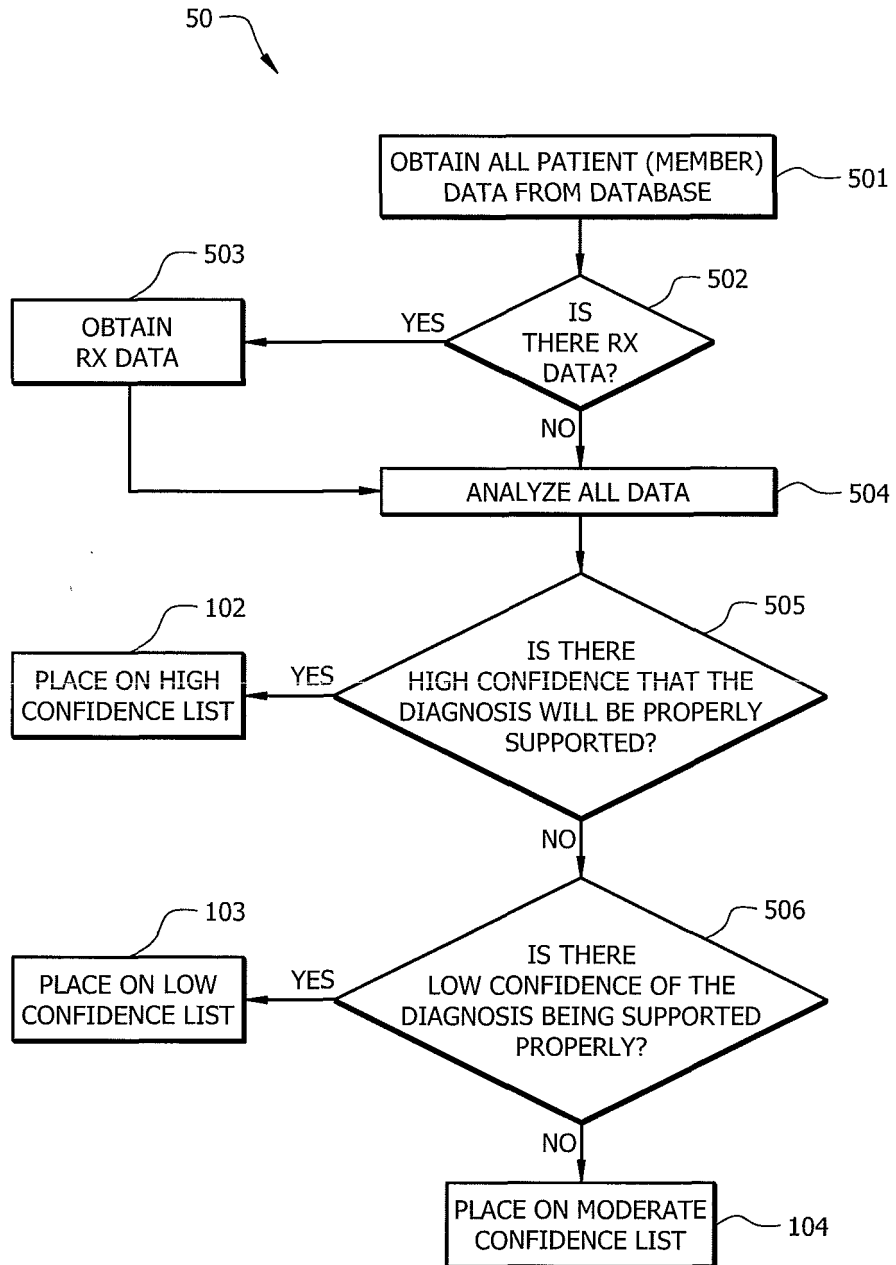 50
OBTAIN ALL PATIENT (MEMBER)
DATA FROM DATABASE
501
503
502
OBTAIN
RX DATA
YES
IS
THERE RX
DATA?
NO
ANALYZE ALL DATA
504
102
505
PLACE ON HIGH
CONFIDENCE LIST
YES
IS THERE
HIGH CONFIDENCE THAT THE
DIAGNOSIS WILL BE PROPERLY
SUPPORTED?
NO
103
506
PLACE ON LOW
CONFIDENCE LIST
YES
IS THERE
LOW CONFIDENCE OF THE
DIAGNOSIS BEING SUPPORTED
PROPERLY?
NO
PLACE ON MODERATE
CONFIDENCE LIST
104